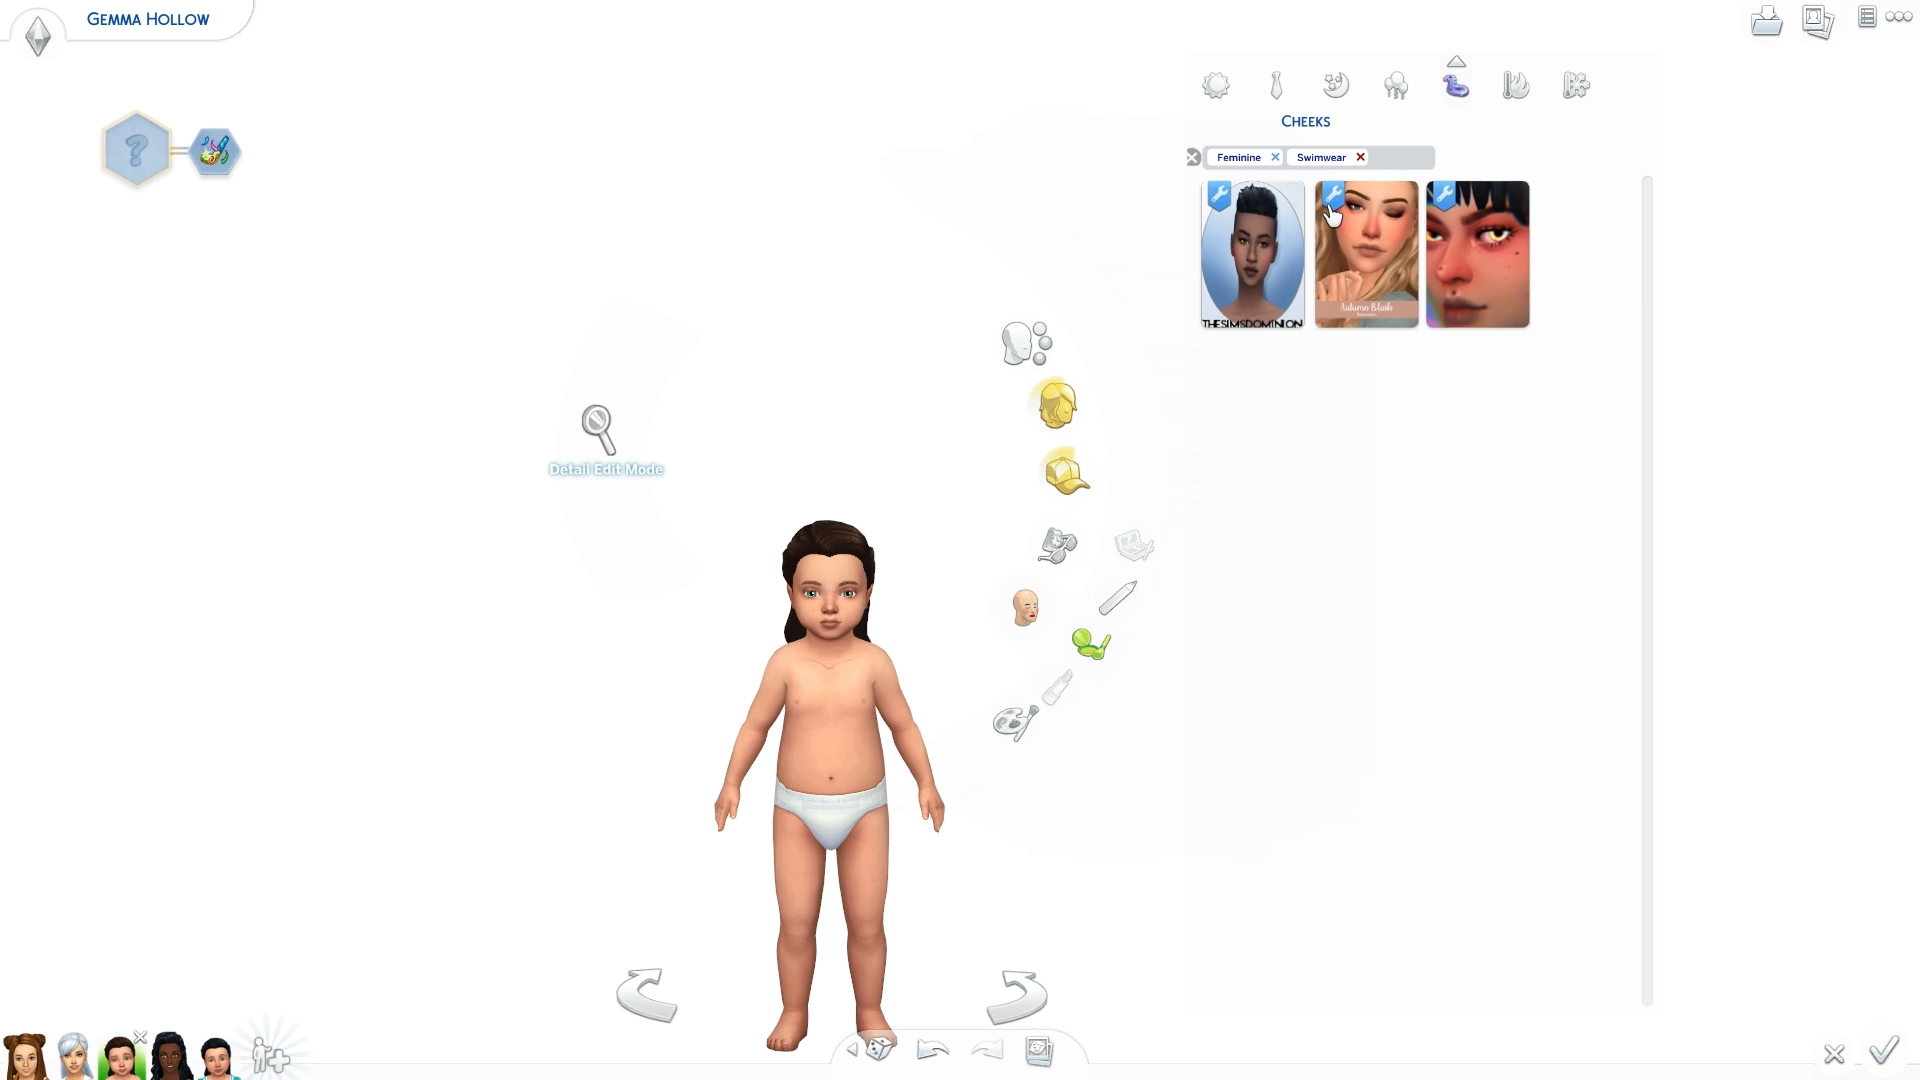 Gemma Hollow
Cheeks
Feminine
Swimwear
THESIMSDOMINION
Autumn Blush
Detail Edit Mode